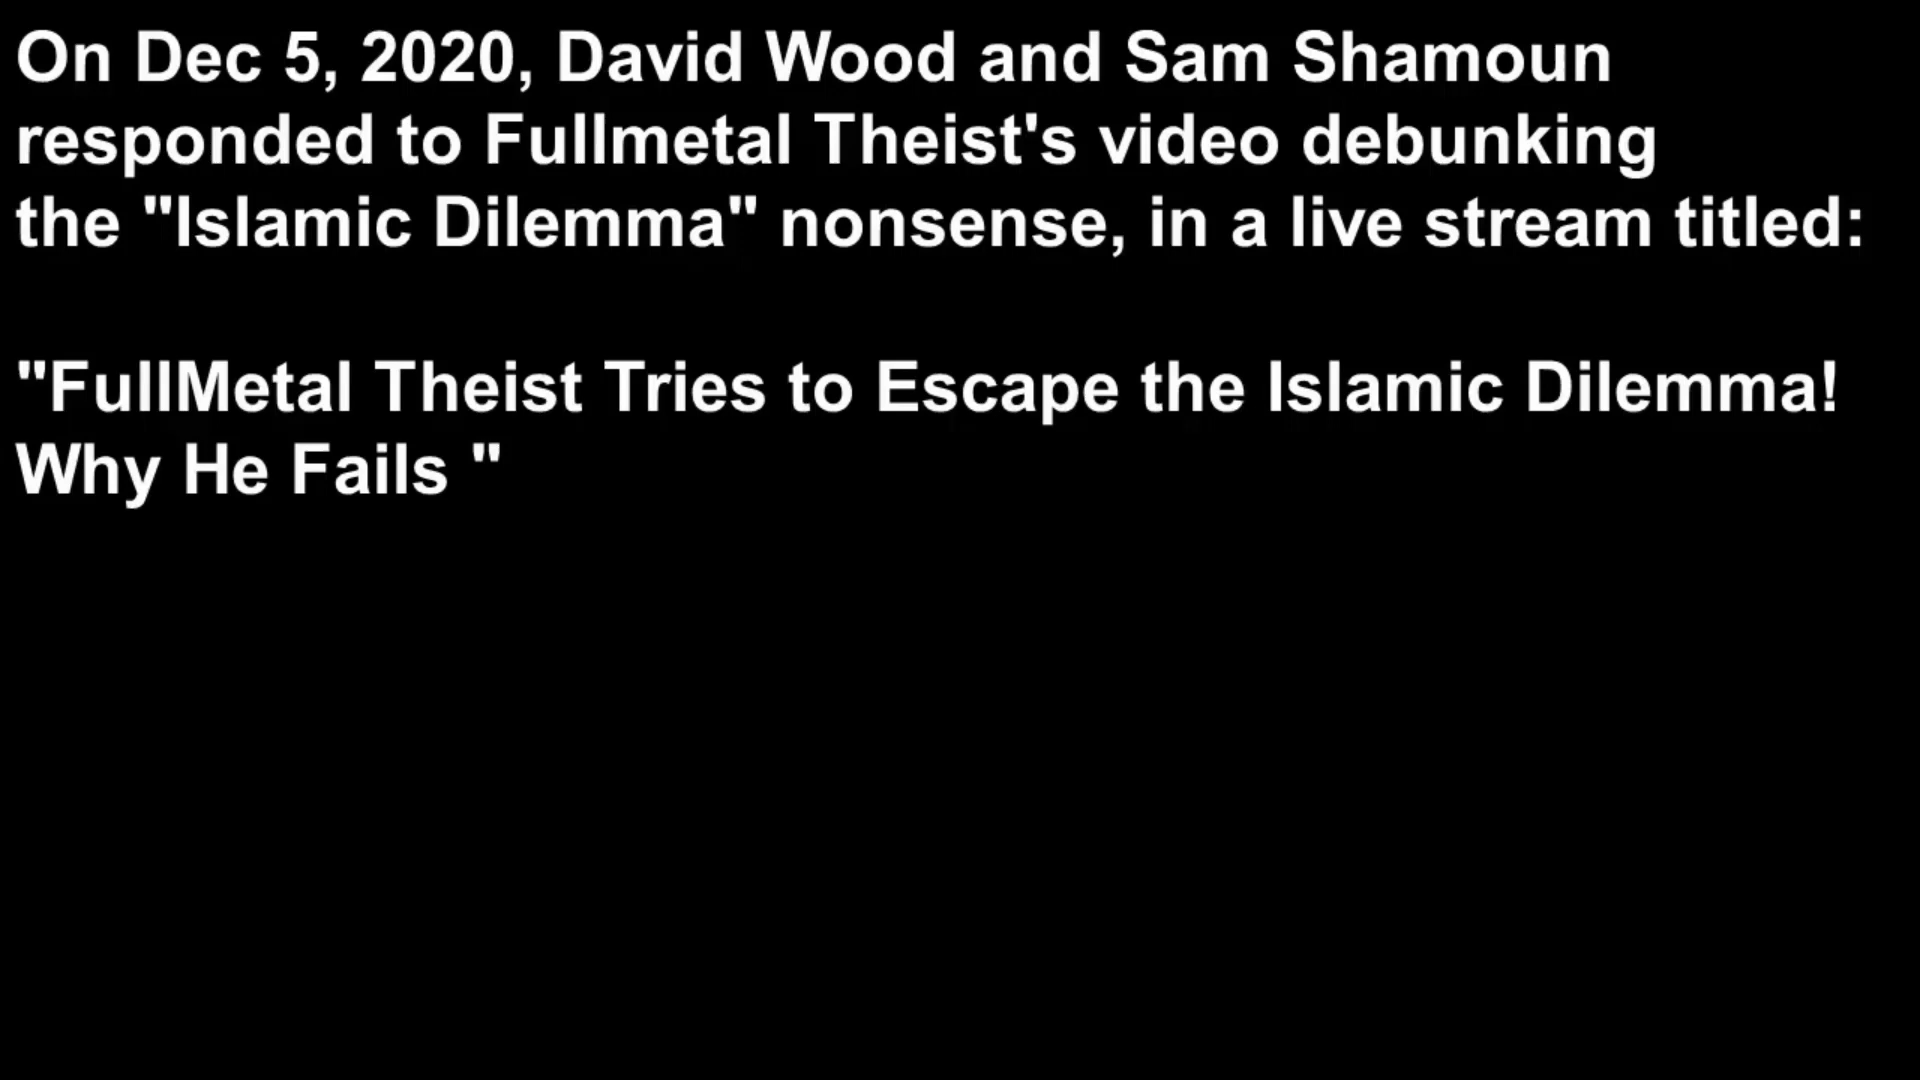 On Dec 5, 2020, David Wood and Sam Shamoun
responded to Fullmetal Theist's video debunking
the "Islamic Dilemma" nonsense, in a live stream titled:
"FullMetal Theist Tries to Escape the Islamic Dilemma!
Why He Fails "